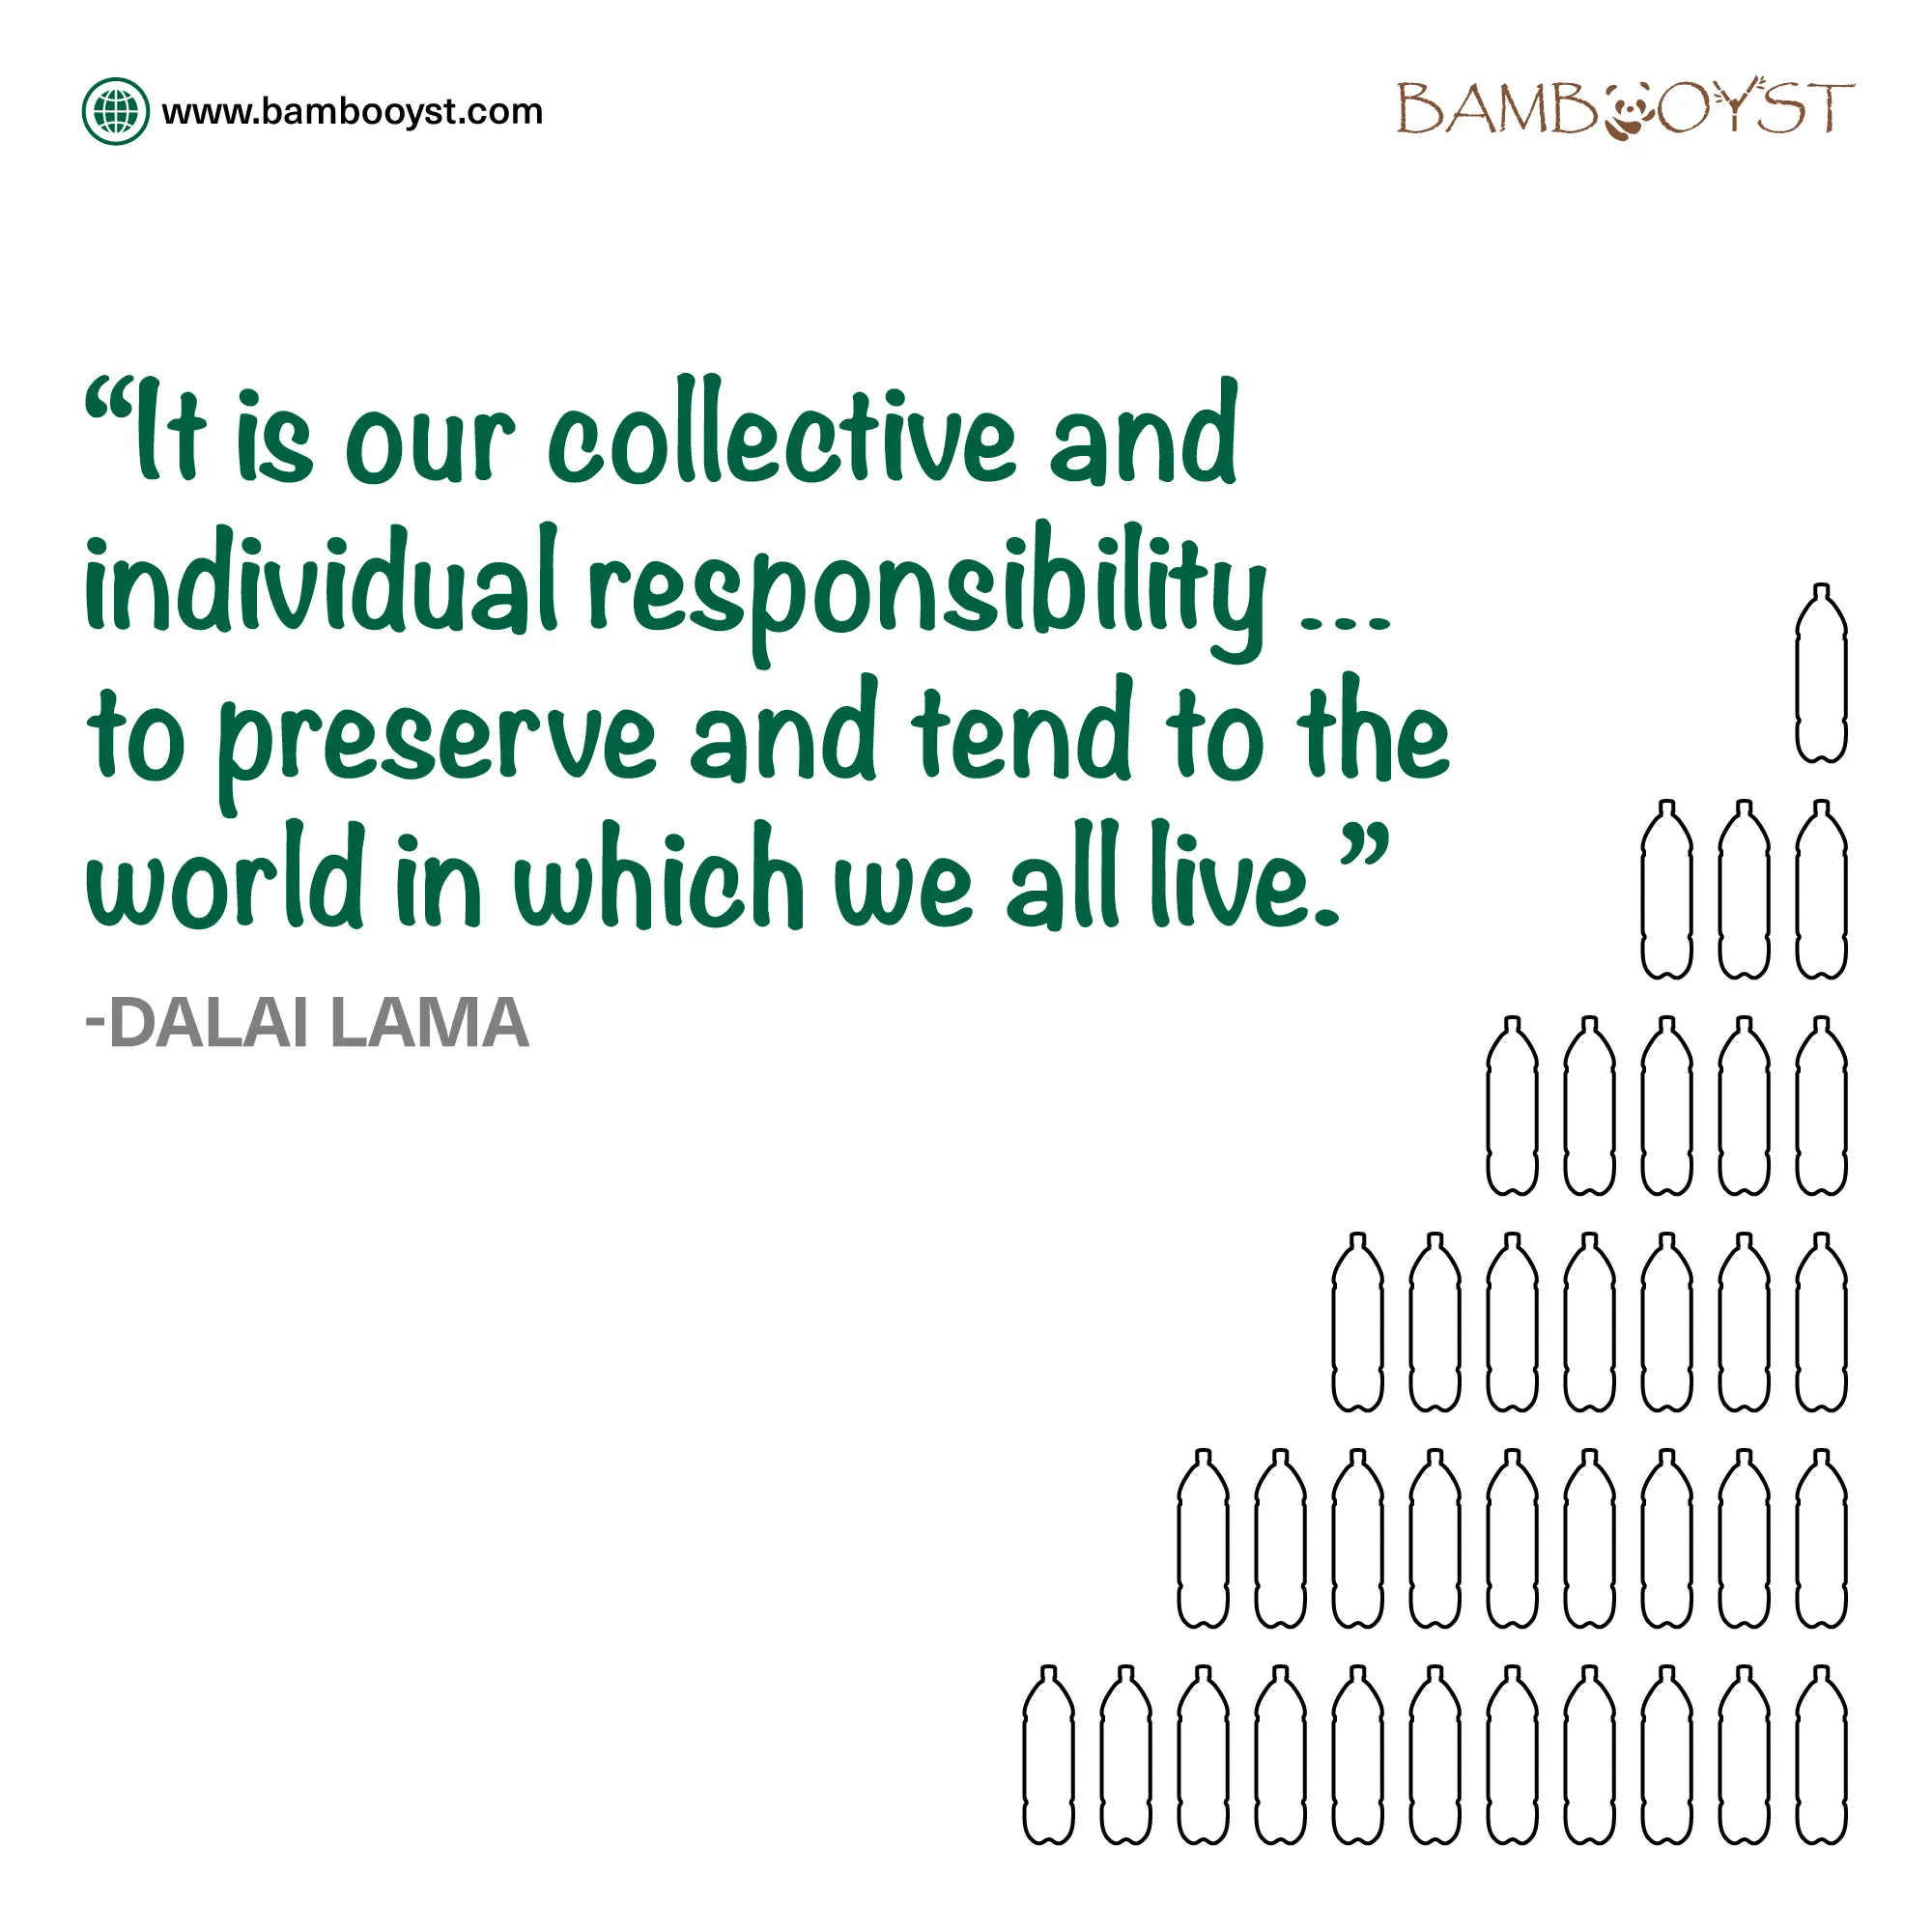 www.bambooyst.com
BAMBOOYST
“It is our collective and
individual responsibility ...
to preserve and tend to the
world in which we all live.”
-DALAI LAMA